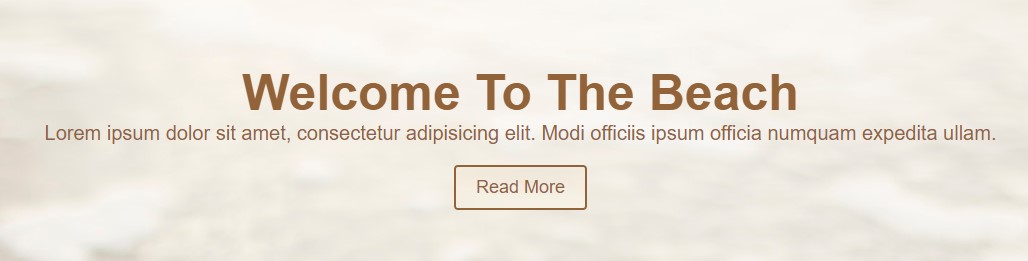 Welcome To The Beach
Lorem ipsum dolor sit amet, consectetur adipisicing elit. Modi officiis ipsum officia numquam expedita ullam.
Read More